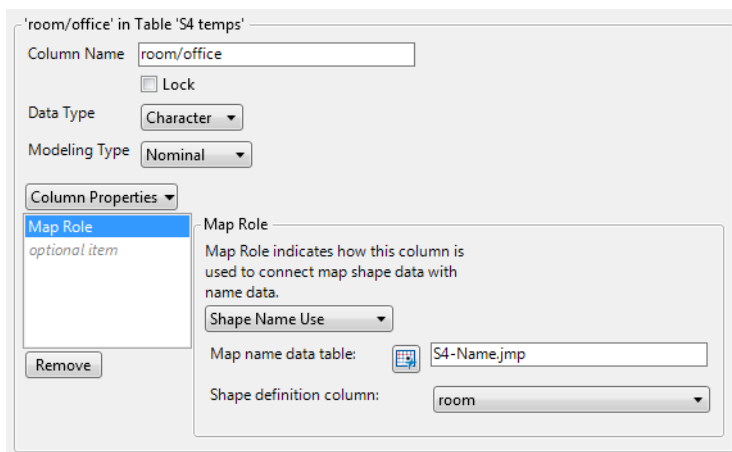 'room/office' in Table 'S4 temps'
Column Name room/office
Lock
Data Type Character
Modeling Type Nominal
Column Properties
Map Role
optional item
Remove
Map Role
Map Role indicates how this column is
used to connect map shape data with
name data.
Shape Name Use
Map name data table: S4-Name.jmp
Shape definition column: room